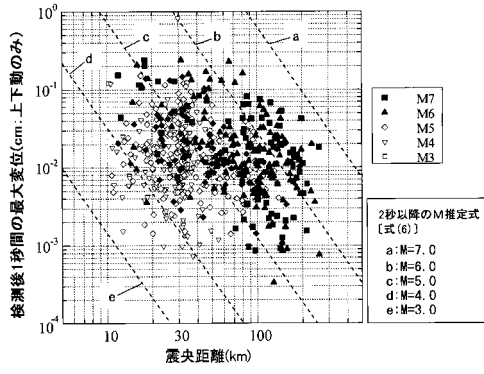 検測後1秒間の最大変位(cm:上下動のみ)
10⁰
10⁻¹
10⁻²
10⁻³
10⁻⁴
10
30
100
300
震央距離(km)
a
b
c
d
e
M7
M6
M5
M4
M3
2秒以降のM推定式
[式(6)]
a:M=7.0
b:M=6.0
c:M=5.0
d:M=4.0
e:M=3.0